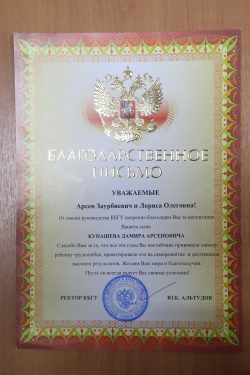 БЛАГОДАРСТВЕННОЕ
ПИСЬМО
УВАЖАЕМЫЕ
Арсен Заурбиевич и Лориса Олеговна!
От имени руководства КБГУ искренне благодарю Вас за воспитание
Вашего сына
КУНАШЕВА ДАМИРА АРСЕНОВИЧА
Спасибо Вам за то, что все эти годы Вы настойчиво прививали своему
ребенку трудолюбие, ориентировали его на саморазвитие и достижение
высоких результатов. Желаем Вам мира и благополучия.
Пусть он всегда радует Вас своими успехами!
РЕКТОР КБГУ Ю.К. АЛЬТУДОВ